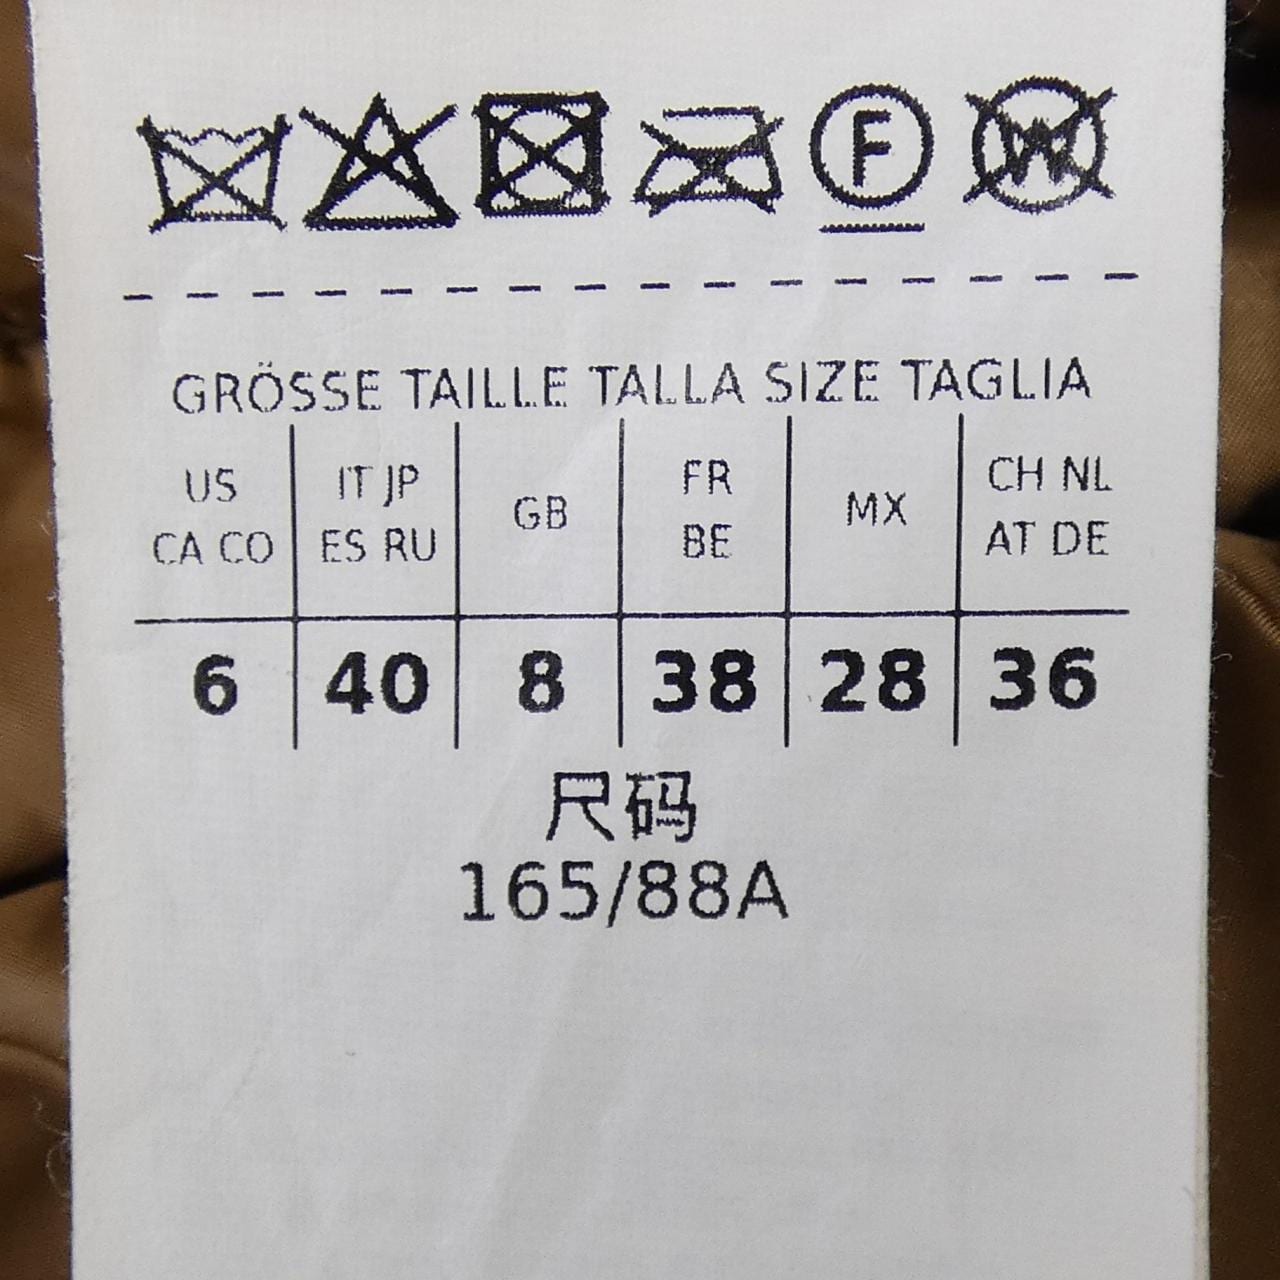 F W
GRÖSSE TAILLE TALLA SIZE TAGLIA
US CA CO
IT JP ES RU
GB
FR BE
MX
CH NL AT DE
6 40 8 38 28 36
尺码
165/88A